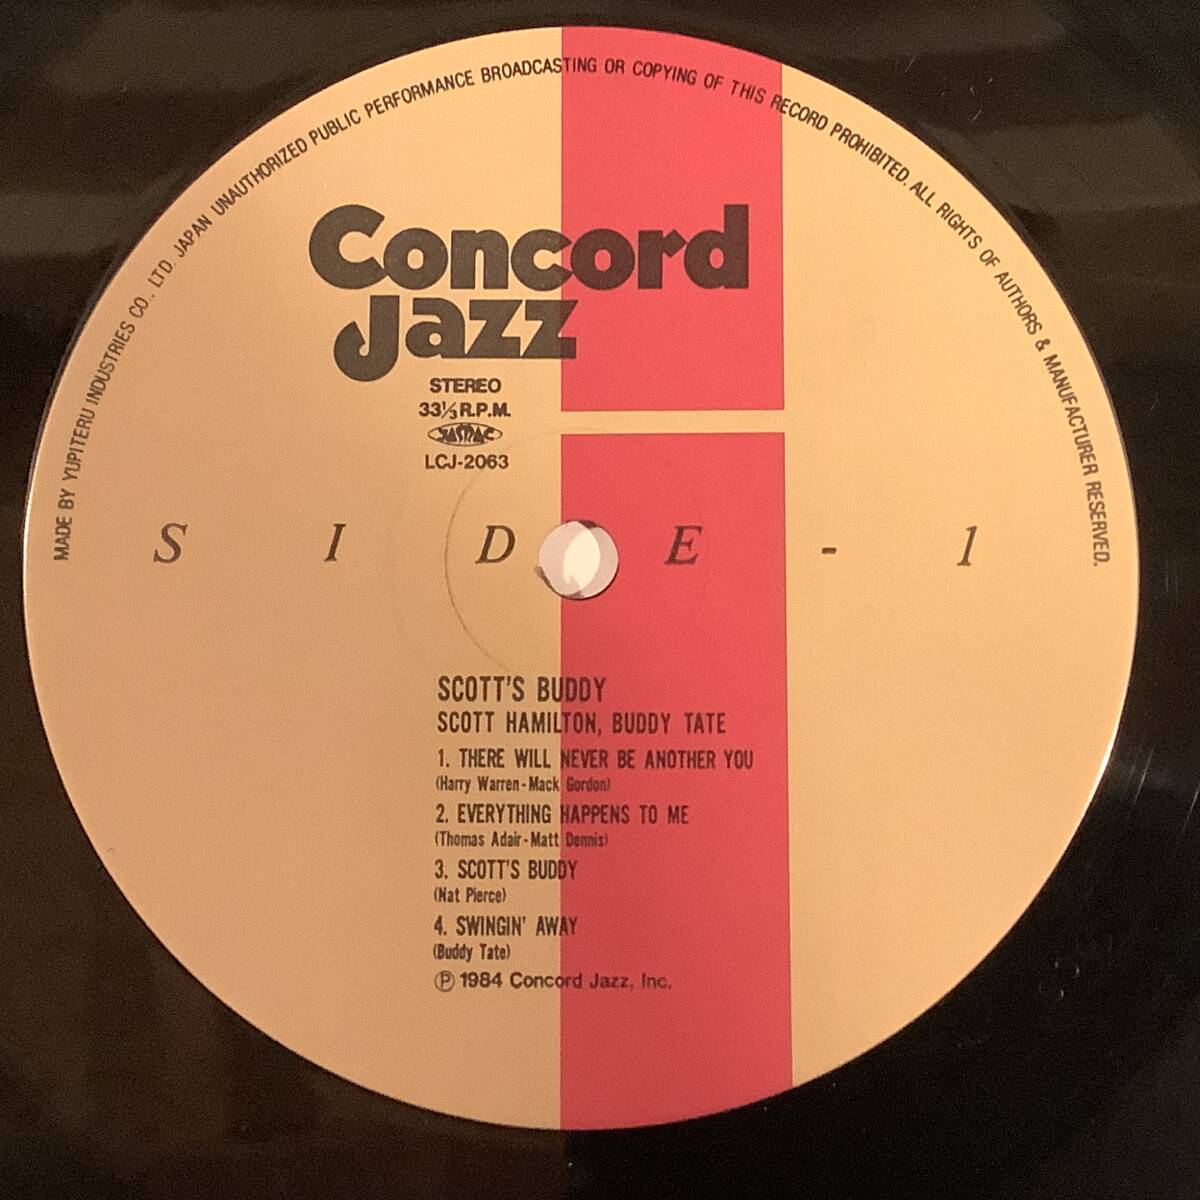 MADE BY YUPITERU INDUSTRIES CO., LTD. JAPAN UNAUTHORIZED PUBLIC PERFORMANCE BROADCASTING OR COPYING OF THIS RECORD PROHIBITED. ALL RIGHTS OF AUTHORS & MANUFACTURER RESERVED.
Concord
Jazz
STEREO
33⅓ R.P.M.
JASRAC
LCJ-2063
SIDE-1
SCOTT'S BUDDY
SCOTT HAMILTON, BUDDY TATE
1. THERE WILL NEVER BE ANOTHER YOU
(Harry Warren-Mack Gordon)
2. EVERYTHING HAPPENS TO ME
(Thomas Adair-Matt Dennis)
3. SCOTT'S BUDDY
(Nat Pierce)
4. SWINGIN' AWAY
(Buddy Tate)
Ⓟ 1984 Concord Jazz, Inc.